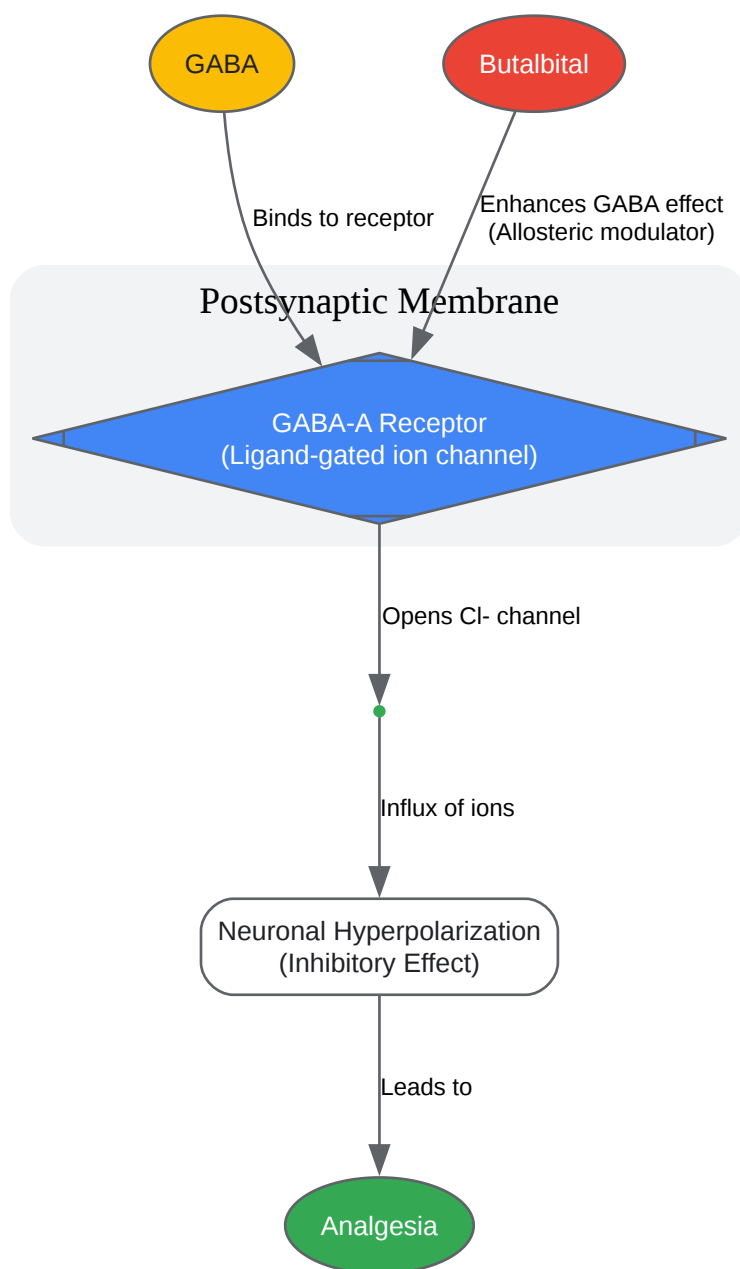 GABA
Butalbital
Binds to receptor
Enhances GABA effect
(Allosteric modulator)
Postsynaptic Membrane
GABA-A Receptor
(Ligand-gated ion channel)
Opens Cl- channel
Influx of ions
Neuronal Hyperpolarization
(Inhibitory Effect)
Leads to
Analgesia